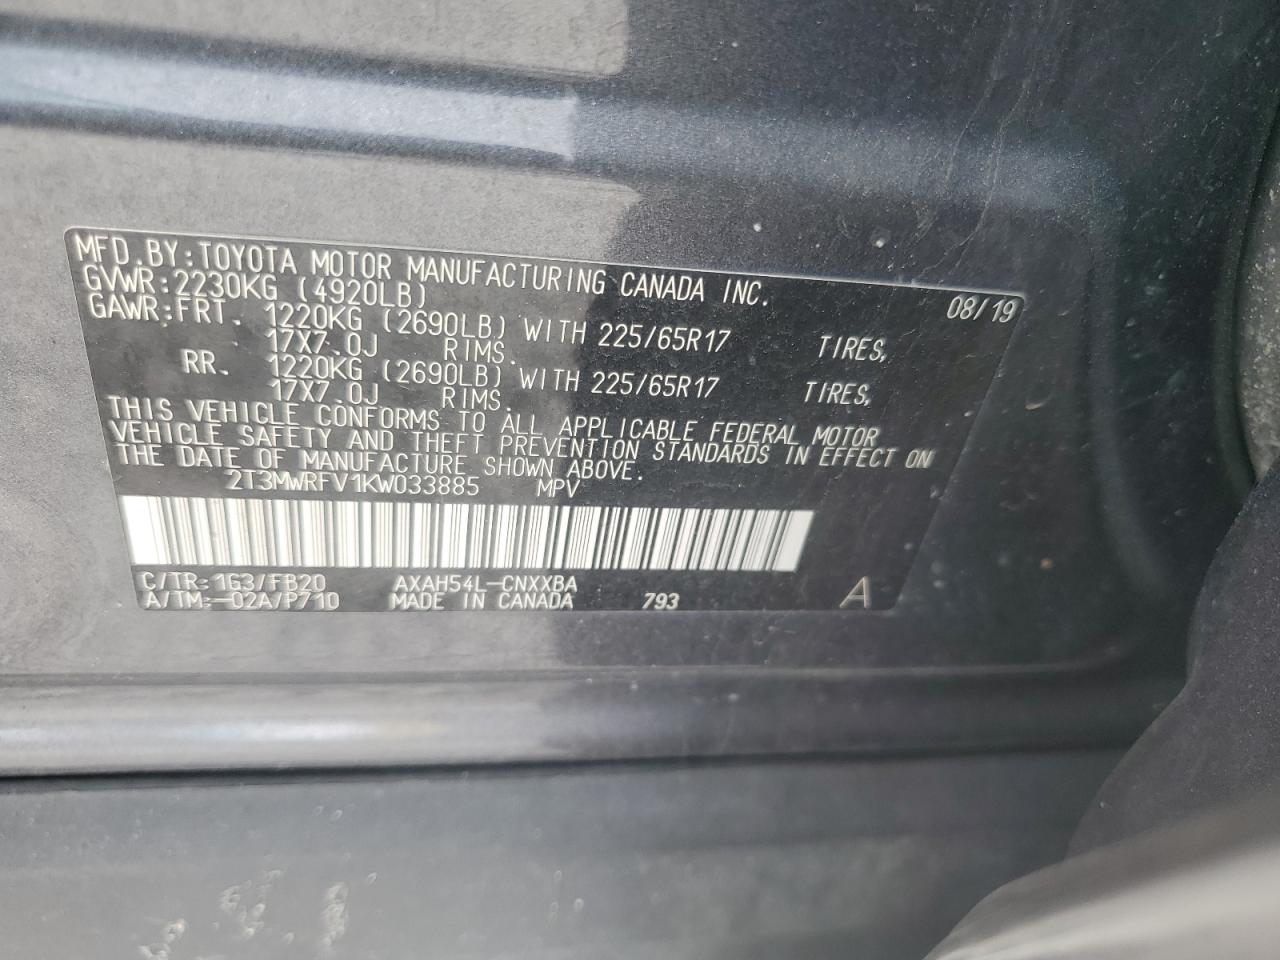 MFD. BY: TOYOTA MOTOR MANUFACTURING CANADA INC. 08/19
GVWR: 2230KG (4920LB)
GAWR: FRT. 1220KG (2690LB) WITH 225/65R17 TIRES,
17X7.0J RIMS.
RR. 1220KG (2690LB) WITH 225/65R17 TIRES,
17X7.0J RIMS.
THIS VEHICLE CONFORMS TO ALL APPLICABLE FEDERAL MOTOR
VEHICLE SAFETY AND THEFT PREVENTION STANDARDS IN EFFECT ON
THE DATE OF MANUFACTURE SHOWN ABOVE.
2T3MWRFV1KW033885 MPV
C/TR: 1G3/FB20 AXAH54L-CNXXBA
A/TM: -02A/P710 MADE IN CANADA 793 A